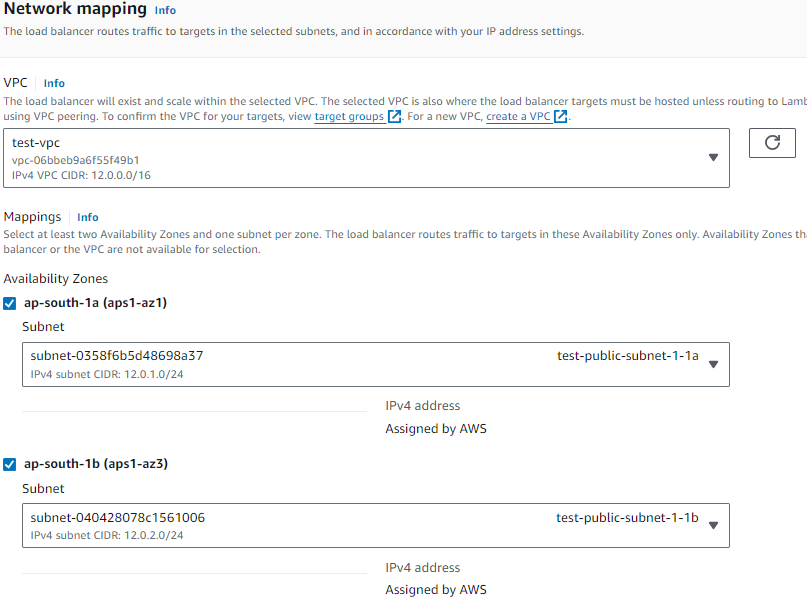 Network mapping Info
The load balancer routes traffic to targets in the selected subnets, and in accordance with your IP address settings.
VPC Info
The load balancer will exist and scale within the selected VPC. The selected VPC is also where the load balancer targets must be hosted unless routing to Lamb
using VPC peering. To confirm the VPC for your targets, view target groups. For a new VPC, create a VPC.
test-vpc
vpc-06bbeb9a6f55f49b1
IPv4 VPC CIDR: 12.0.0.0/16
Mappings Info
Select at least two Availability Zones and one subnet per zone. The load balancer routes traffic to targets in these Availability Zones only. Availability Zones tha
balancer or the VPC are not available for selection.
Availability Zones
ap-south-1a (aps1-az1)
Subnet
subnet-0358f6b5d48698a37 test-public-subnet-1-1a
IPv4 subnet CIDR: 12.0.1.0/24
IPv4 address
Assigned by AWS
ap-south-1b (aps1-az3)
Subnet
subnet-040428078c1561006 test-public-subnet-1-1b
IPv4 subnet CIDR: 12.0.2.0/24
IPv4 address
Assigned by AWS